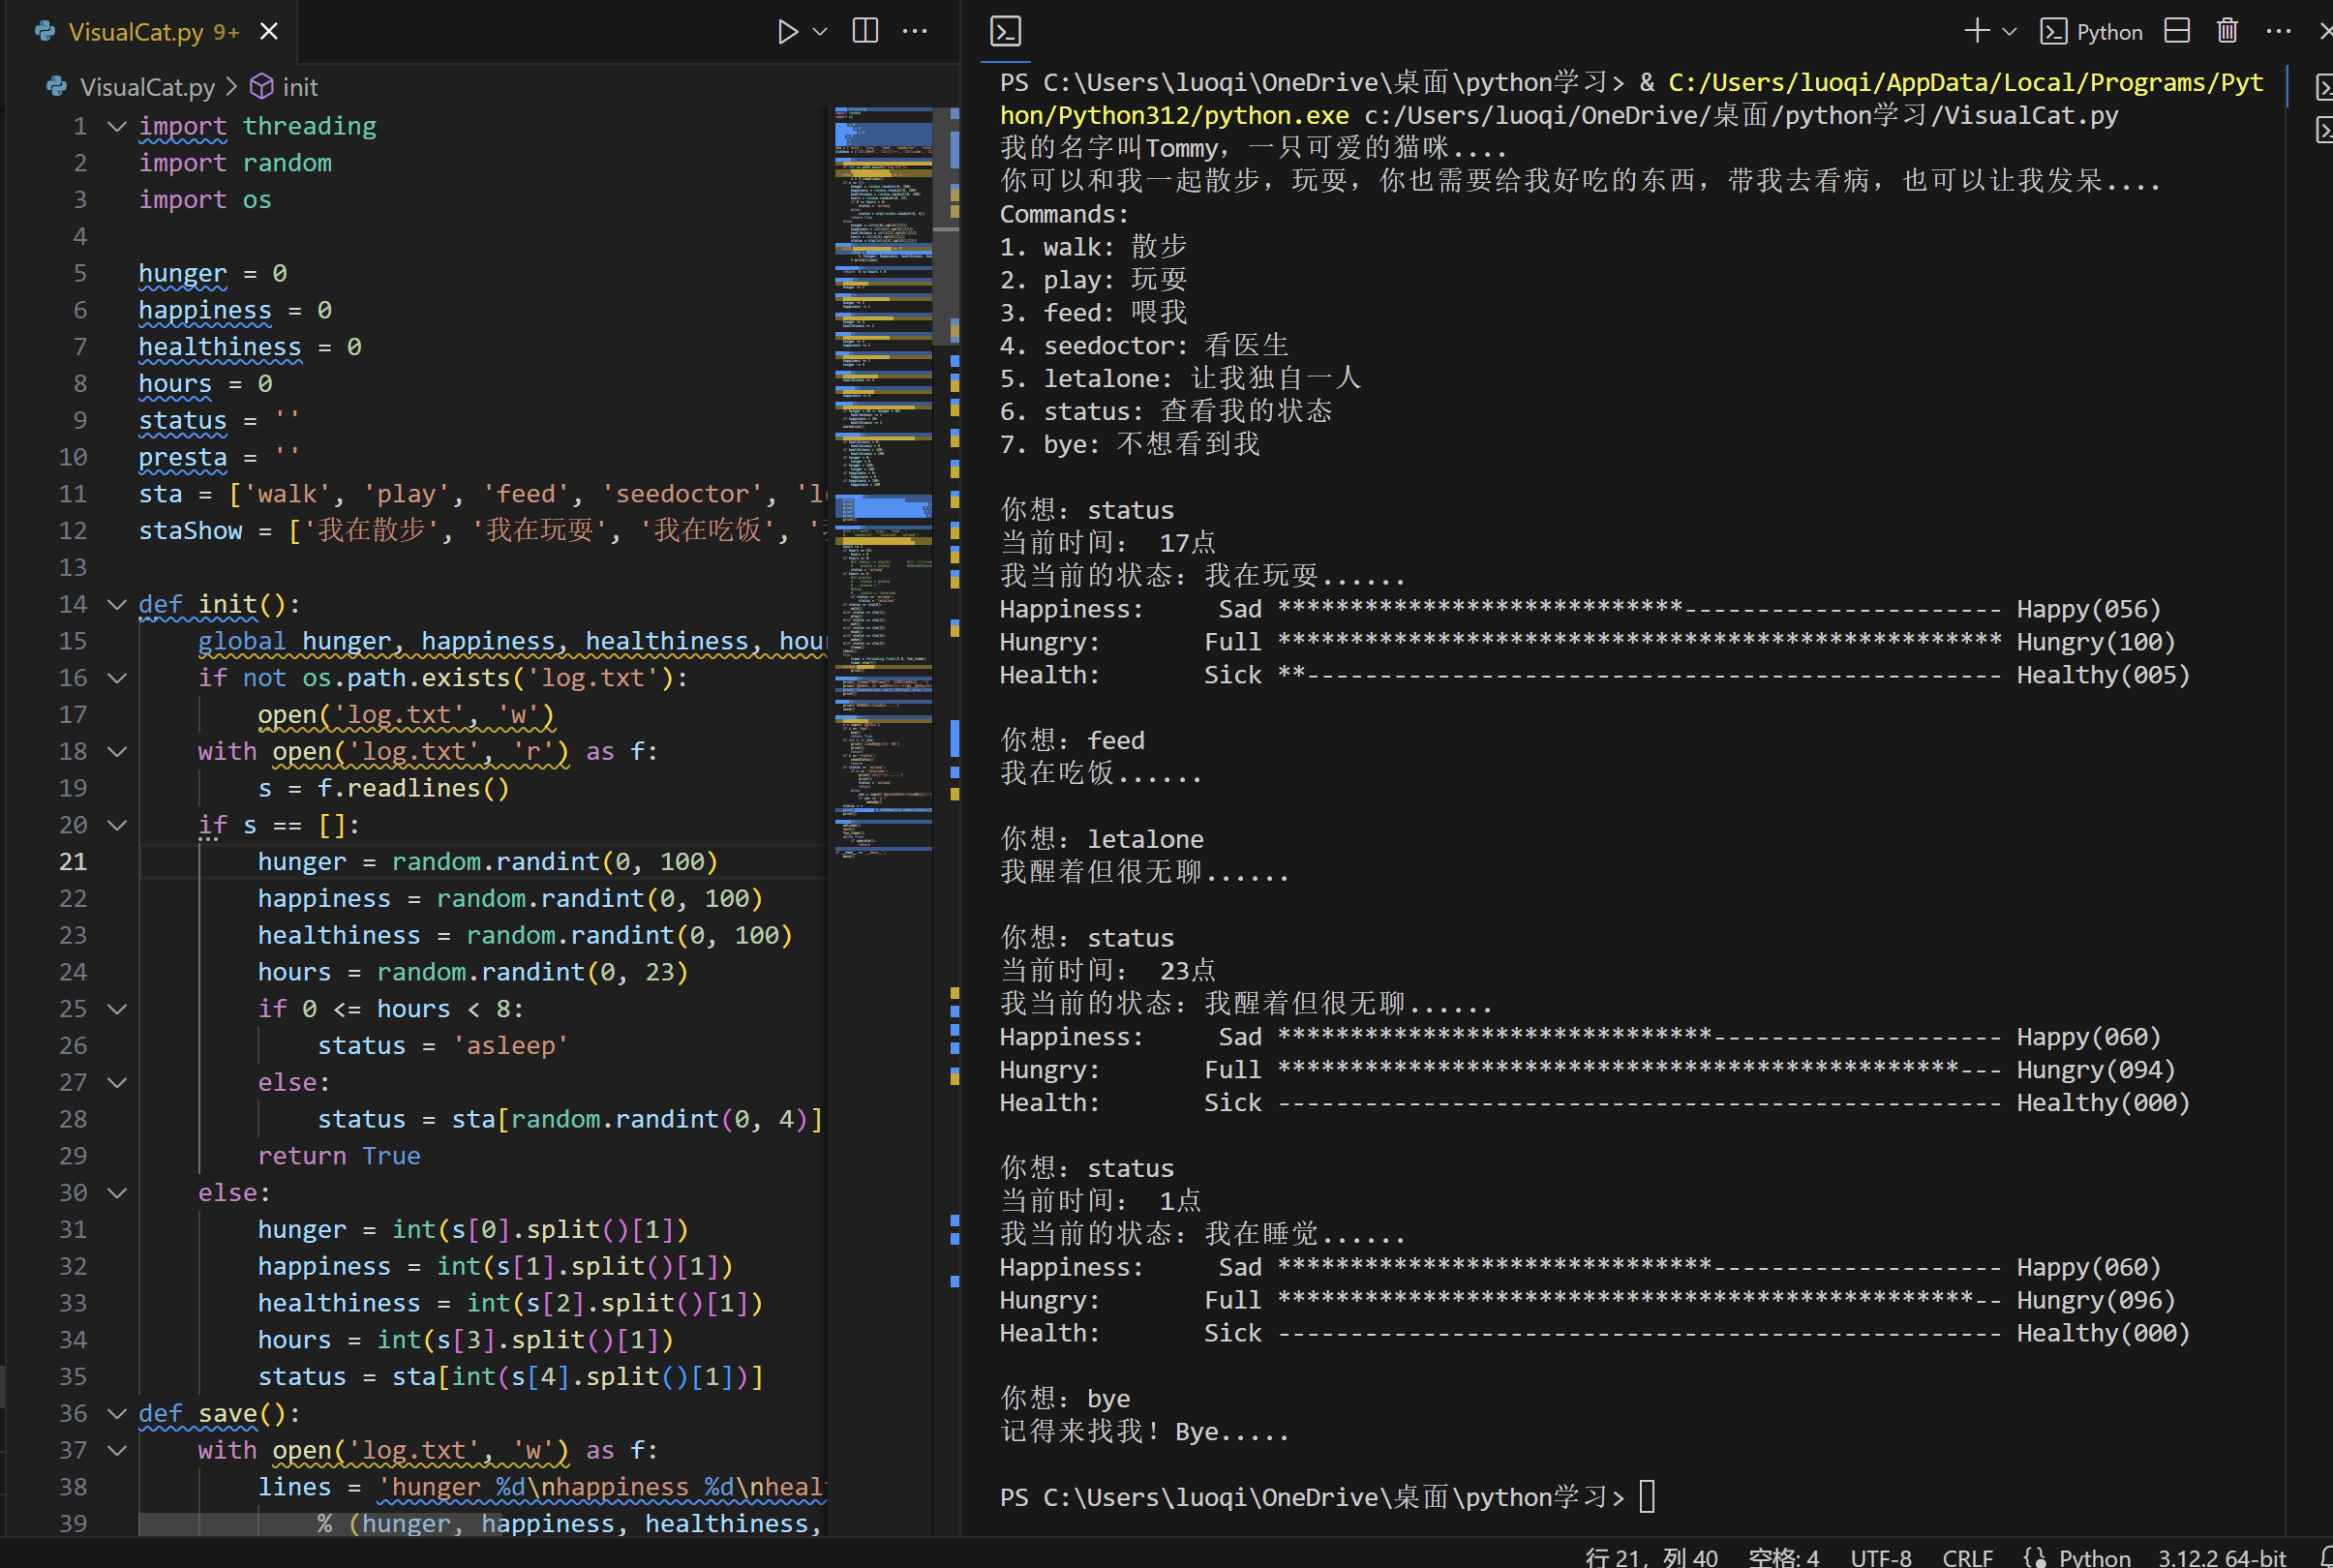 VisualCat.py 9+
VisualCat.py > init
1 import threading
2 import random
3 import os
4
5 hunger = 0
6 happiness = 0
7 healthiness = 0
8 hours = 0
9 status = ''
10 presta = ''
11 sta = ['walk', 'play', 'feed', 'seedoctor', 'l
12 staShow = ['我在散步', '我在玩耍', '我在吃饭', '
13
14 def init():
15     global hunger, happiness, healthiness, hou
16     if not os.path.exists('log.txt'):
17         open('log.txt', 'w')
18     with open('log.txt', 'r') as f:
19         s = f.readlines()
20     if s == []:
21         hunger = random.randint(0, 100)
22         happiness = random.randint(0, 100)
23         healthiness = random.randint(0, 100)
24         hours = random.randint(0, 23)
25         if 0 <= hours < 8:
26             status = 'asleep'
27         else:
28             status = sta[random.randint(0, 4)]
29         return True
30     else:
31         hunger = int(s[0].split()[1])
32         happiness = int(s[1].split()[1])
33         healthiness = int(s[2].split()[1])
34         hours = int(s[3].split()[1])
35         status = sta[int(s[4].split()[1])]
36 def save():
37     with open('log.txt', 'w') as f:
38         lines = 'hunger %d\nhappiness %d\nheal
39             % (hunger, happiness, healthiness,
Python
PS C:\Users\luoqi\OneDrive\桌面\python学习> & C:/Users/luoqi/AppData/Local/Programs/Pyt
hon/Python312/python.exe c:/Users/luoqi/OneDrive/桌面/python学习/VisualCat.py
我的名字叫Tommy，一只可爱的猫咪....
你可以和我一起散步，玩耍，你也需要给我好吃的东西，带我去看病，也可以让我发呆....
Commands:
1. walk: 散步
2. play: 玩耍
3. feed: 喂我
4. seedoctor: 看医生
5. letalone: 让我独自一人
6. status: 查看我的状态
7. bye: 不想看到我
你想：status
当前时间： 17点
我当前的状态：我在玩耍......
Happiness:     Sad ****************************---------------------- Happy(056)
Hungry:       Full ************************************************** Hungry(100)
Health:       Sick **------------------------------------------------ Healthy(005)
你想：feed
我在吃饭......
你想：letalone
我醒着但很无聊......
你想：status
当前时间： 23点
我当前的状态：我醒着但很无聊......
Happiness:     Sad ******************************-------------------- Happy(060)
Hungry:       Full ***********************************************--- Hungry(094)
Health:       Sick -------------------------------------------------- Healthy(000)
你想：status
当前时间： 1点
我当前的状态：我在睡觉......
Happiness:     Sad ******************************-------------------- Happy(060)
Hungry:       Full ************************************************-- Hungry(096)
Health:       Sick -------------------------------------------------- Healthy(000)
你想：bye
记得来找我！Bye.....
PS C:\Users\luoqi\OneDrive\桌面\python学习>
行 21，列 40 空格: 4 UTF-8 CRLF Python 3.12.2 64-bit